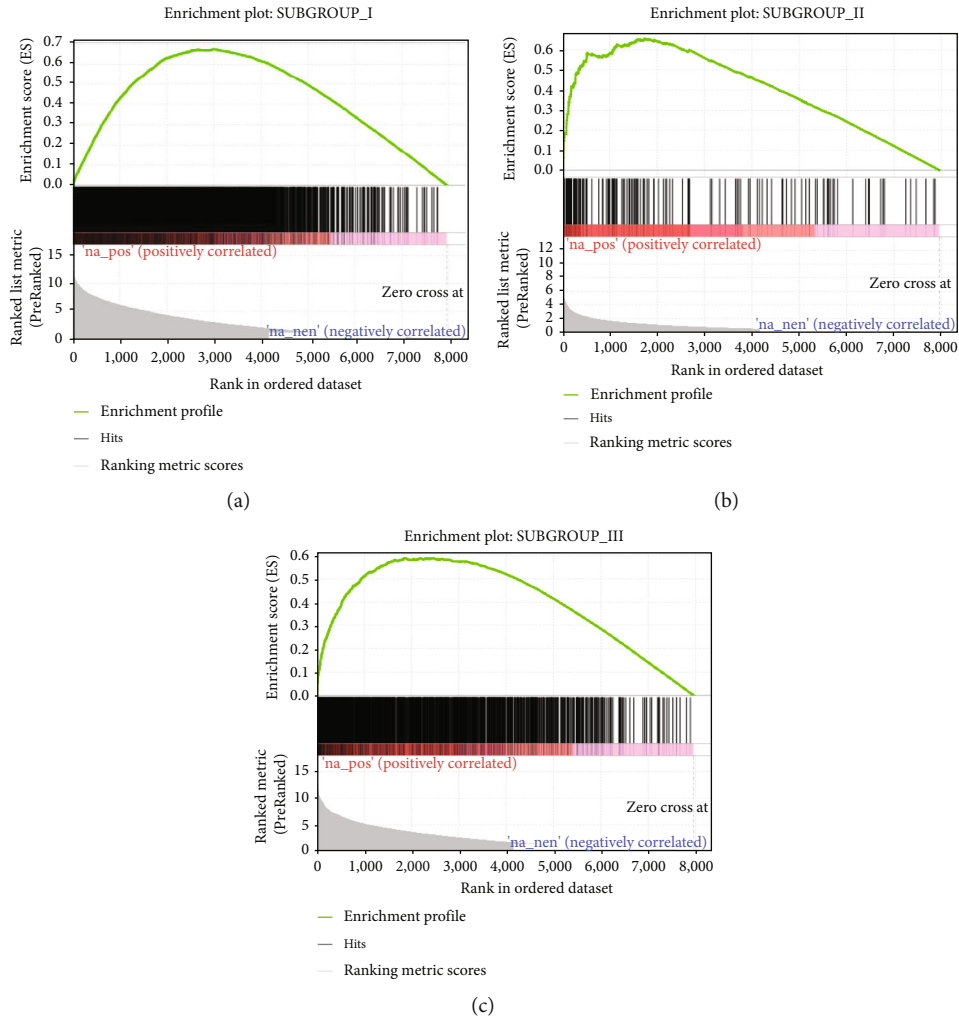 Enrichment plot: SUBGROUP_I
Enrichment score (ES)
0.7
0.6
0.5
0.4
0.3
0.2
0.1
0.0
'na_pos' (positively correlated)
Ranked list metric
(PreRanked)
15
10
5
0
Zero cross at
'na_nen' (negatively correlated)
0 1,000 2,000 3,000 4,000 5,000 6,000 7,000 8,000
Rank in ordered dataset
Enrichment profile
Hits
Ranking metric scores
(a)
Enrichment plot: SUBGROUP_II
Enrichment score (ES)
0.6
0.5
0.4
0.3
0.2
0.1
0.0
'na_pos' (positively correlated)
Ranked list metric
(PreRanked)
12
10
8
6
4
2
0
Zero cross at
'na_nen' (negatively correlated)
0 1,000 2,000 3,000 4,000 5,000 6,000 7,000 8,000
Rank in ordered dataset
Enrichment profile
Hits
Ranking metric scores
(b)
Enrichment plot: SUBGROUP_III
Enrichment score (ES)
0.6
0.5
0.4
0.3
0.2
0.1
0.0
'na_pos' (positively correlated)
Ranked metric
(PreRanked)
15
10
5
0
Zero cross at
'na_nen' (negatively correlated)
0 1,000 2,000 3,000 4,000 5,000 6,000 7,000 8,000
Rank in ordered dataset
Enrichment profile
Hits
Ranking metric scores
(c)